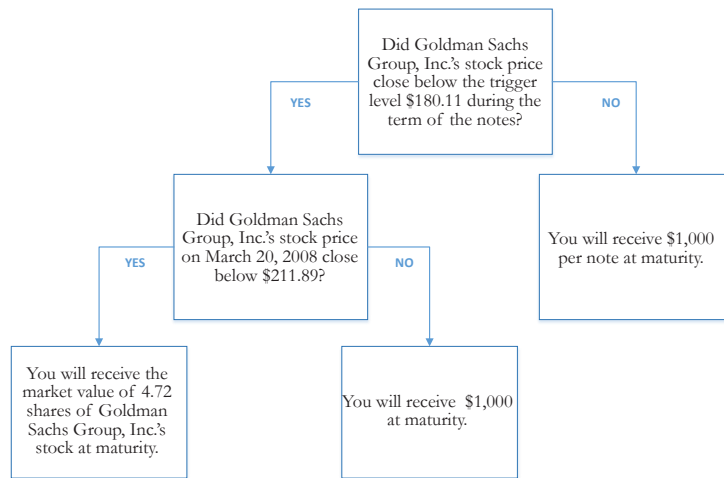 Did Goldman Sachs
Group, Inc.'s stock price
close below the trigger
level $180.11 during the
term of the notes?
YES
NO
Did Goldman Sachs
Group, Inc.'s stock price
on March 20, 2008 close
below $211.89?
You will receive $1,000
per note at maturity.
YES
NO
You will receive the
market value of 4.72
shares of Goldman
Sachs Group, Inc.'s
stock at maturity.
You will receive $1,000
at maturity.